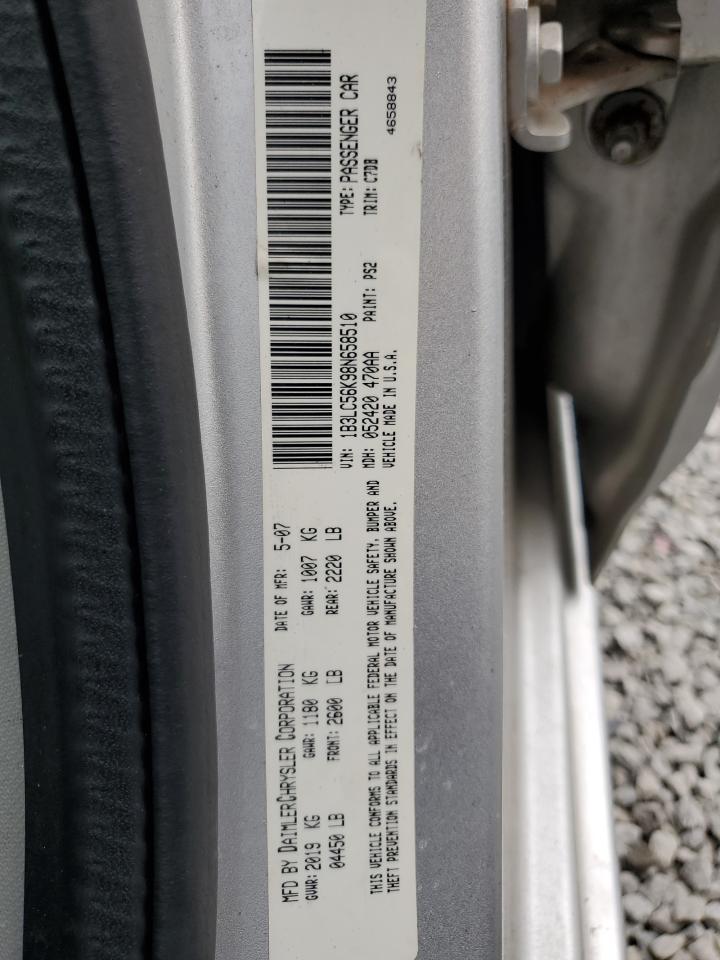 MFD BY DAIMLERCHRYSLER CORPORATION DATE OF MFR: 5-07
GVWR: 2019 KG GAWR: 1180 KG GAWR: 1007 KG
04450 LB FRONT: 2600 LB REAR: 2220 LB
THIS VEHICLE CONFORMS TO ALL APPLICABLE FEDERAL MOTOR VEHICLE SAFETY, BUMPER AND
THEFT PREVENTION STANDARDS IN EFFECT ON THE DATE OF MANUFACTURE SHOWN ABOVE.
VIN: 1B3LC56K98N658510 TYPE: PASSENGER CAR
MDH: 052420 470AA PAINT: PS2 TRIM: C7DB
VEHICLE MADE IN U.S.A. 4658843